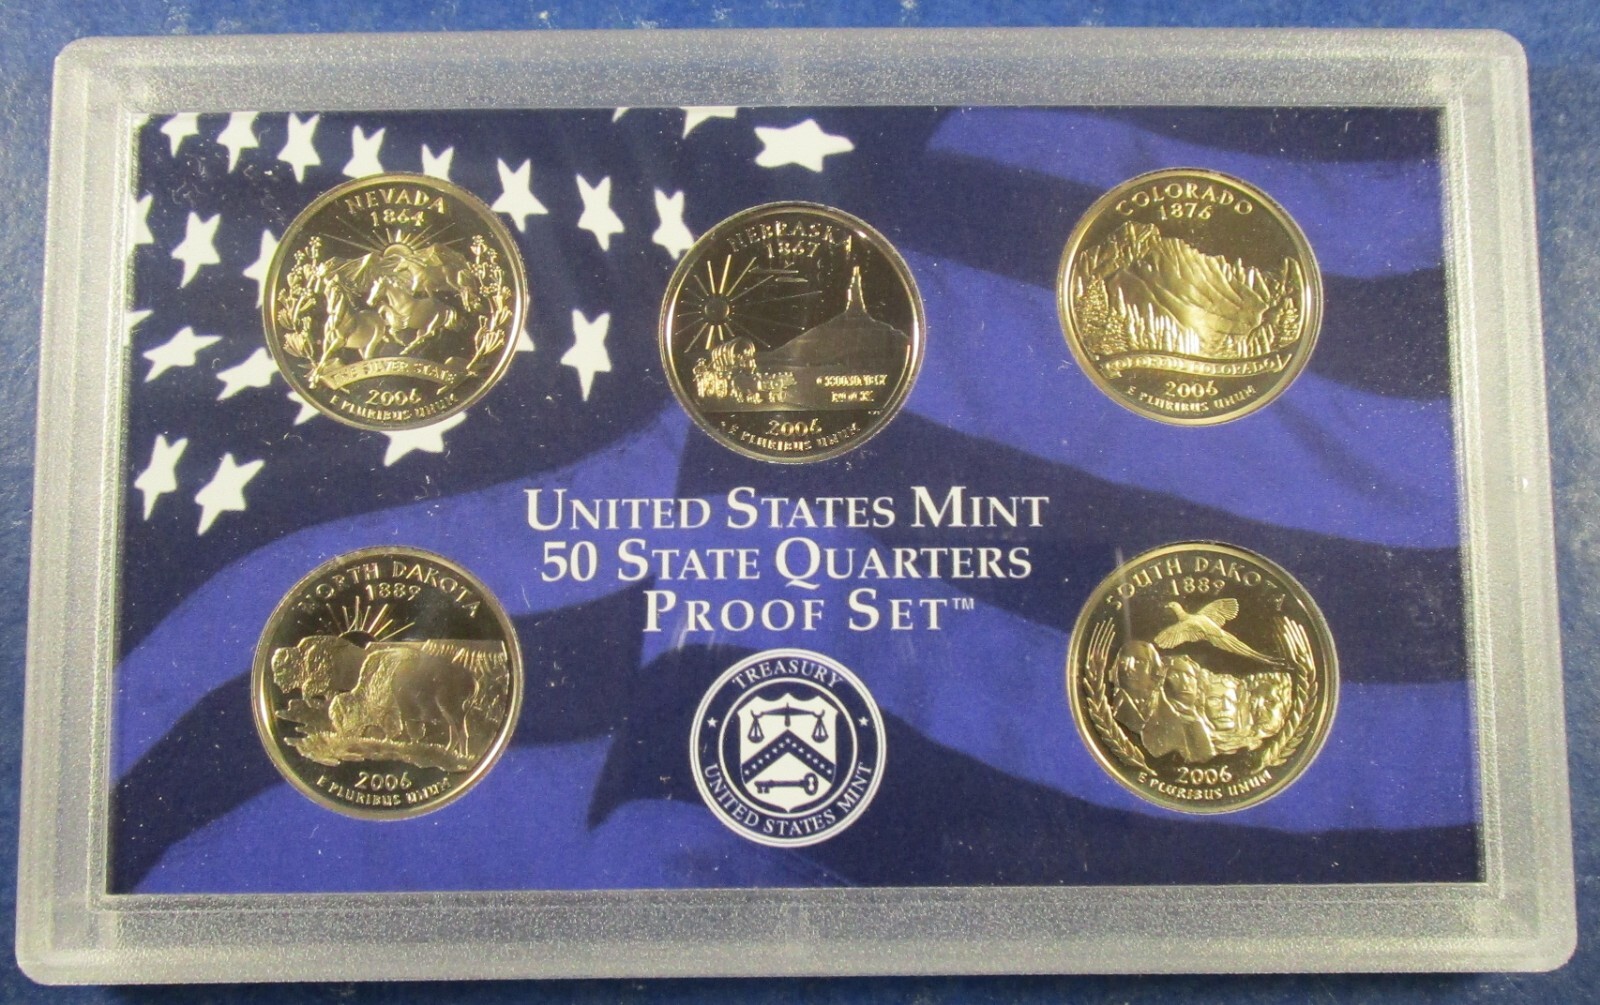 NEVADA
1864
THE SILVER STATE
2006
E PLURIBUS UNUM
NEBRASKA
1867
CHIMNEY
ROCK
2006
E PLURIBUS UNUM
COLORADO
1876
COLORFUL COLORADO
2006
E PLURIBUS UNUM
UNITED STATES MINT
50 STATE QUARTERS
PROOF SET™
NORTH DAKOTA
1889
2006
E PLURIBUS UNUM
TREASURY
UNITED STATES MINT
SOUTH DAKOTA
1889
2006
E PLURIBUS UNUM